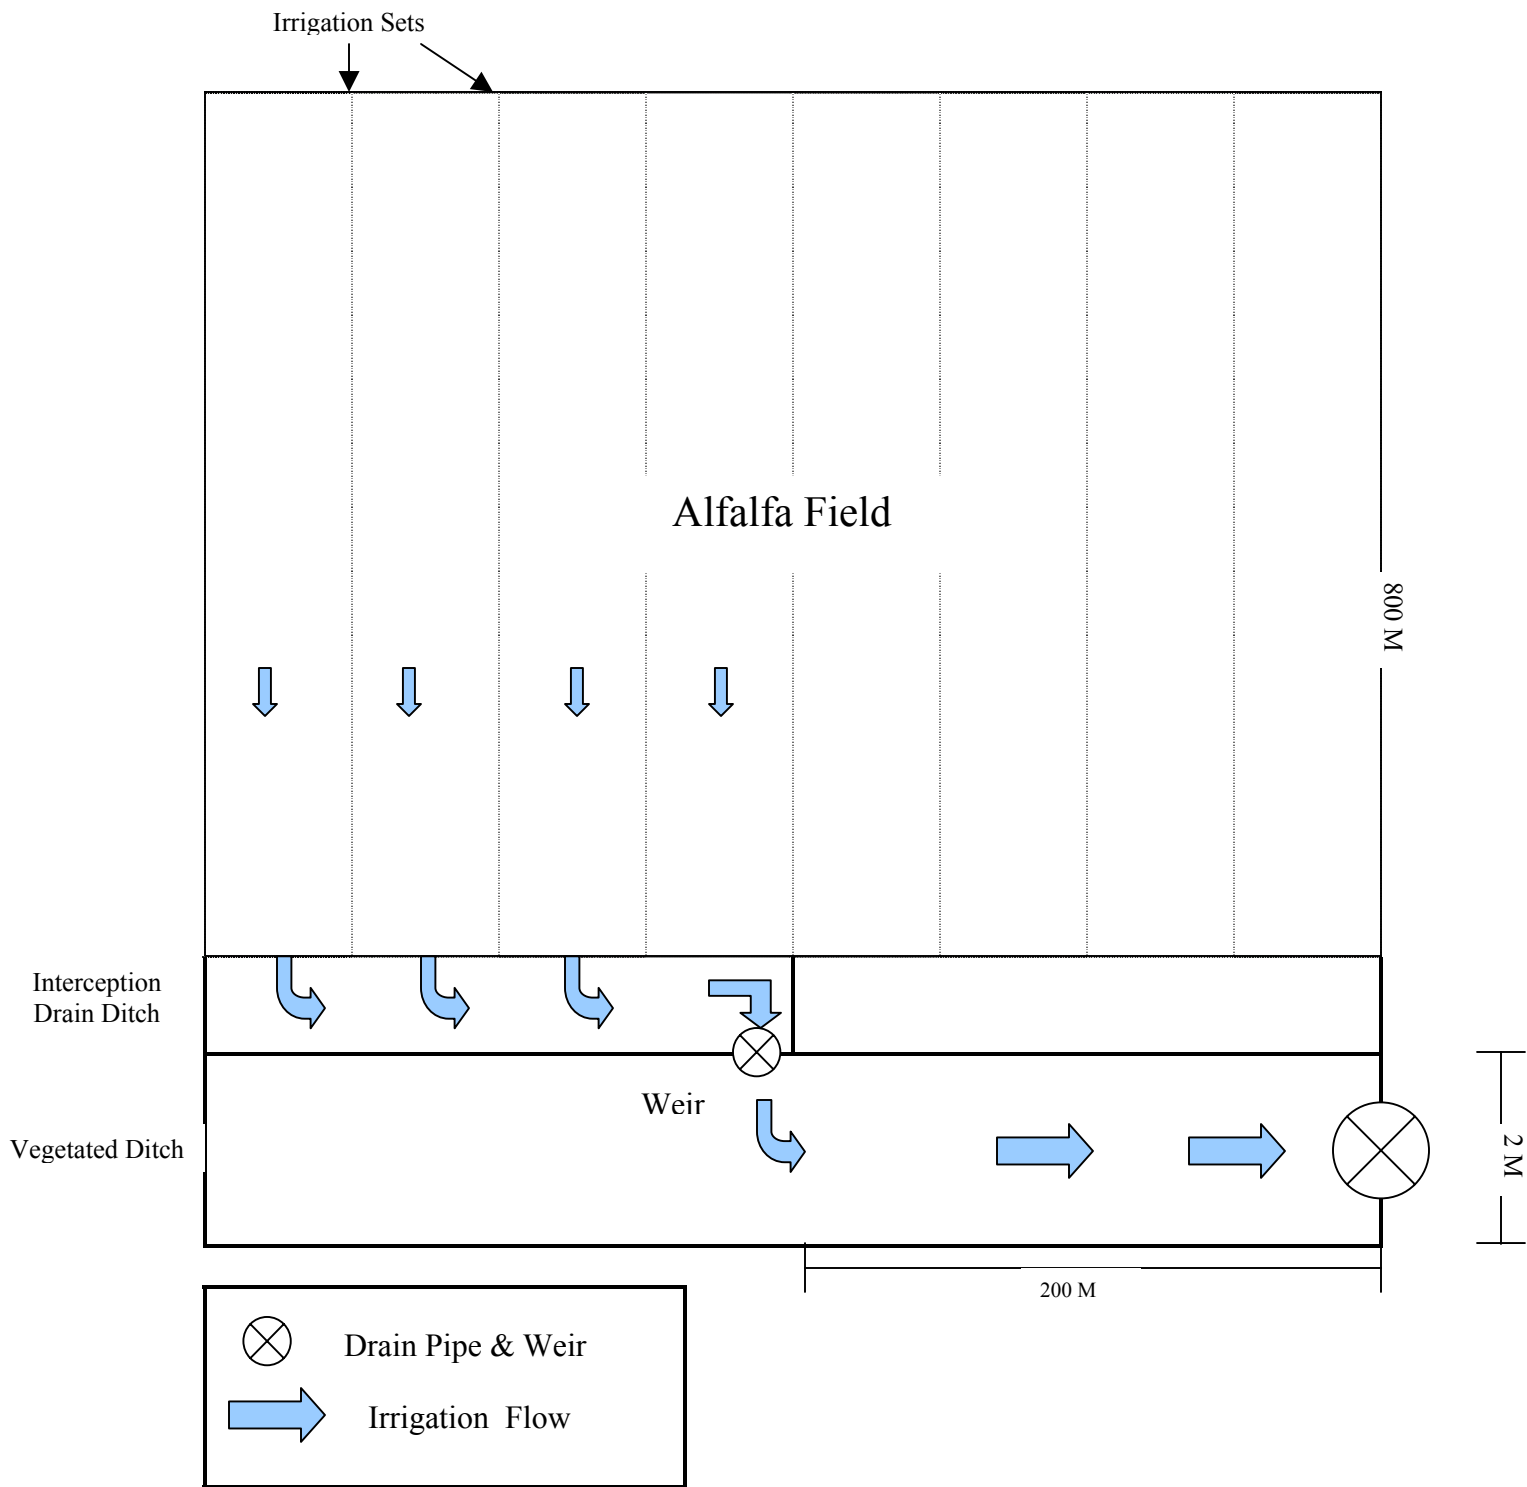 Irrigation Sets
Alfalfa Field
800 M
Interception
Drain Ditch
Weir
Vegetated Ditch
2 M
200 M
Drain Pipe & Weir
Irrigation Flow